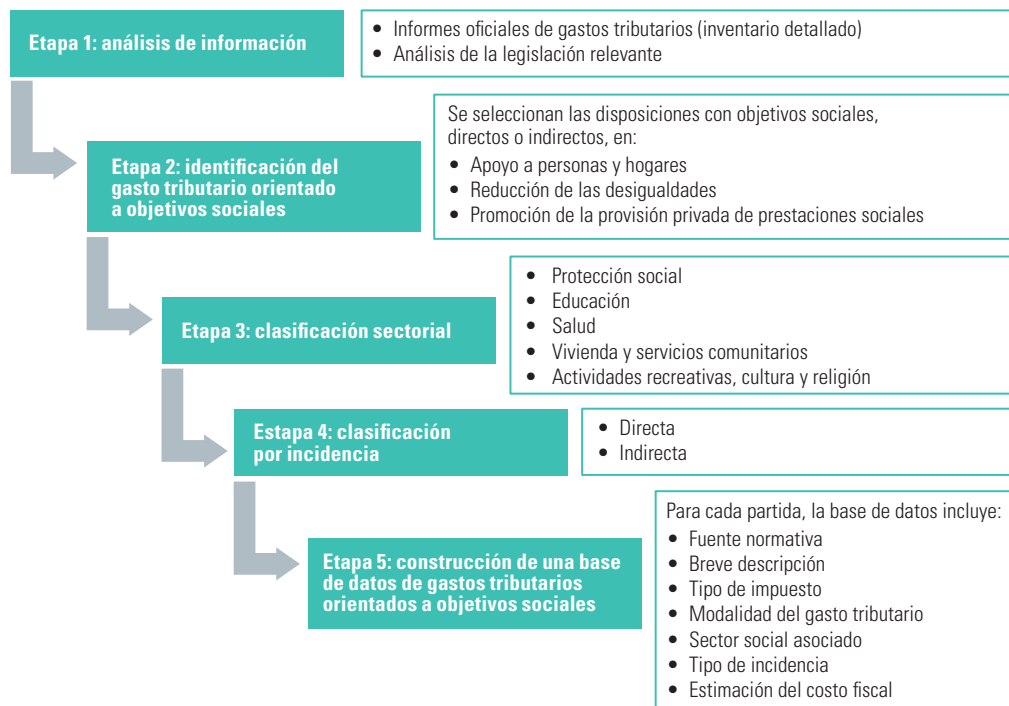 Etapa 1: análisis de información
• Informes oficiales de gastos tributarios (inventario detallado)
• Análisis de la legislación relevante
Etapa 2: identificación del
gasto tributario orientado
a objetivos sociales
Se seleccionan las disposiciones con objetivos sociales,
directos o indirectos, en:
• Apoyo a personas y hogares
• Reducción de las desigualdades
• Promoción de la provisión privada de prestaciones sociales
Etapa 3: clasificación sectorial
• Protección social
• Educación
• Salud
• Vivienda y servicios comunitarios
• Actividades recreativas, cultura y religión
Estapa 4: clasificación
por incidencia
• Directa
• Indirecta
Etapa 5: construcción de una base
de datos de gastos tributarios
orientados a objetivos sociales
Para cada partida, la base de datos incluye:
• Fuente normativa
• Breve descripción
• Tipo de impuesto
• Modalidad del gasto tributario
• Sector social asociado
• Tipo de incidencia
• Estimación del costo fiscal